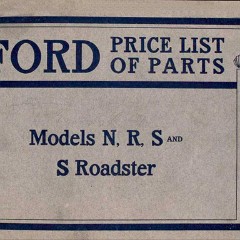 FORD PRICE LIST
OF PARTS
Models N, R, S AND
S Roadster